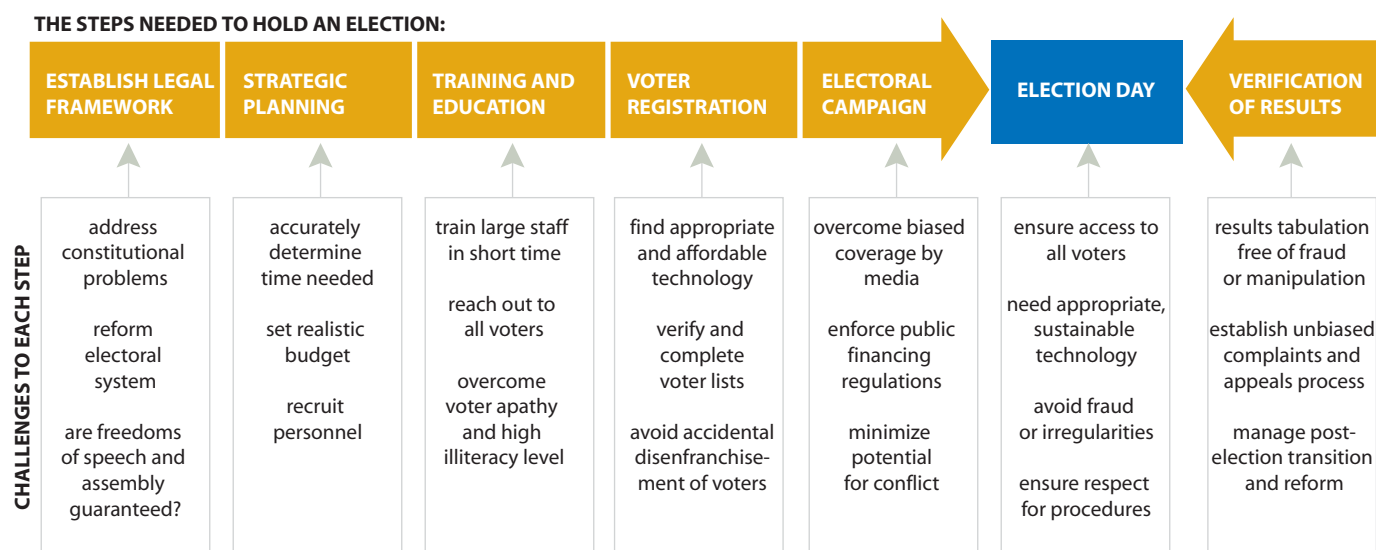 THE STEPS NEEDED TO HOLD AN ELECTION:
ESTABLISH LEGAL
FRAMEWORK
STRATEGIC
PLANNING
TRAINING AND
EDUCATION
VOTER
REGISTRATION
ELECTORAL
CAMPAIGN
ELECTION DAY
VERIFICATION
OF RESULTS
CHALLENGES TO EACH STEP
address
constitutional
problems
reform
electoral
system
are freedoms
of speech and
assembly
guaranteed?
accurately
determine
time needed
set realistic
budget
recruit
personnel
train large staff
in short time
reach out to
all voters
overcome
voter apathy
and high
illiteracy level
find appropriate
and affordable
technology
verify and
complete
voter lists
avoid accidental
disenfranchise-
ment of voters
overcome biased
coverage by
media
enforce public
financing
regulations
minimize
potential
for conflict
ensure access to
all voters
need appropriate,
sustainable
technology
avoid fraud
or irregularities
ensure respect
for procedures
results tabulation
free of fraud
or manipulation
establish unbiased
complaints and
appeals process
manage post-
election transition
and reform